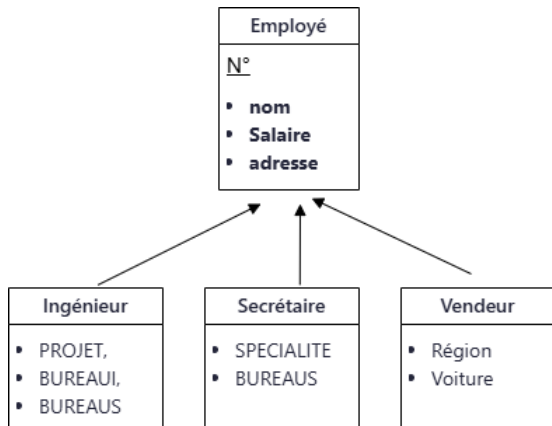 Employé
N°
• nom
• Salaire
• adresse
Ingénieur
• PROJET,
• BUREAUI,
• BUREAUS
Secrétaire
• SPECIALITE
• BUREAUS
Vendeur
• Région
• Voiture